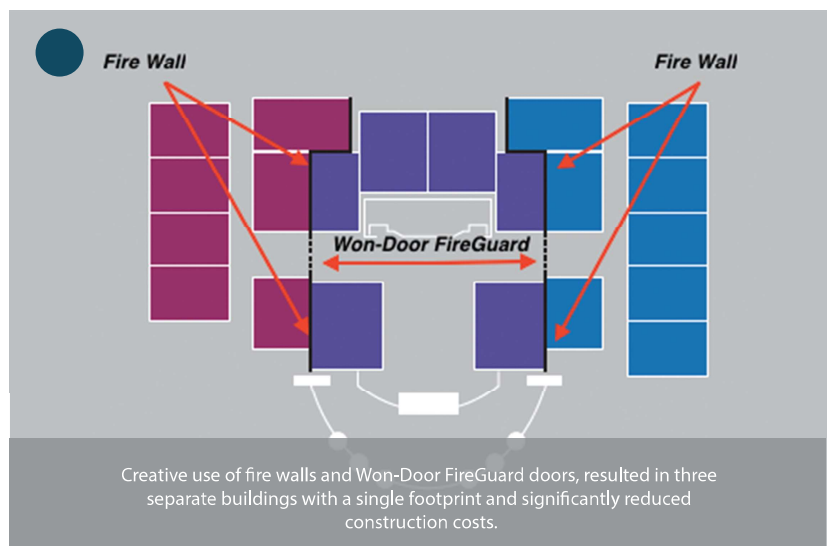 Fire Wall
Fire Wall
Won-Door FireGuard
Creative use of fire walls and Won-Door FireGuard doors, resulted in three
separate buildings with a single footprint and significantly reduced
construction costs.